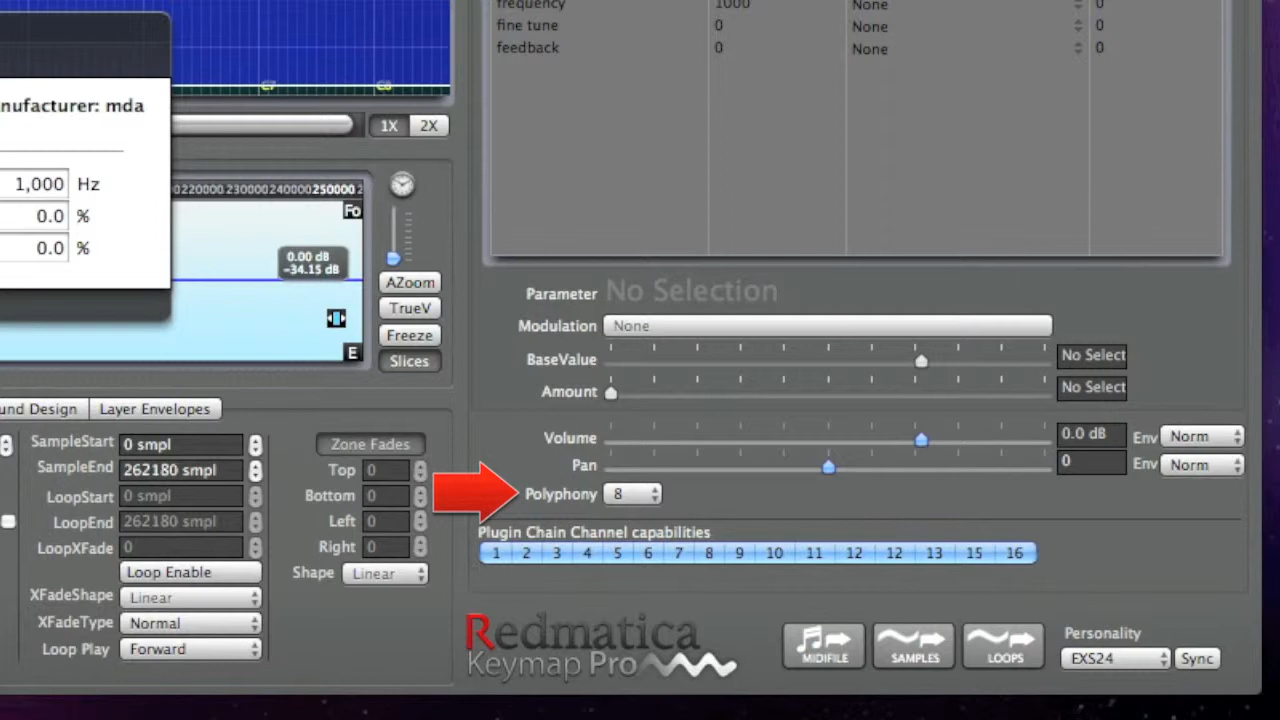 frequency 1000 None 0
fine tune 0 None 0
feedback 0 None 0
C7 C8
nufacturer: mda
1X 2X
1,000 Hz
0.0 %
0.0 %
220000 230000 240000 250000
Fo
0.00 dB
-34.15 dB
E
AZoom
TrueV
Freeze
Slices
Parameter No Selection
Modulation None
BaseValue No Select
Amount No Select
und Design Layer Envelopes
SampleStart 0 smpl
SampleEnd 262180 smpl
LoopStart 0 smpl
LoopEnd 262180 smpl
LoopXFade 0
Loop Enable
XFadeShape Linear
XFadeType Normal
Loop Play Forward
Zone Fades
Top 0
Bottom 0
Left 0
Right 0
Shape Linear
Volume 0.0 dB Env Norm
Pan 0 Env Norm
Polyphony 8
Plugin Chain Channel capabilities
1 2 3 4 5 6 7 8 9 10 11 12 12 13 15 16
Redmatica
Keymap Pro
MIDIFILE SAMPLES LOOPS
Personality
EXS24 Sync